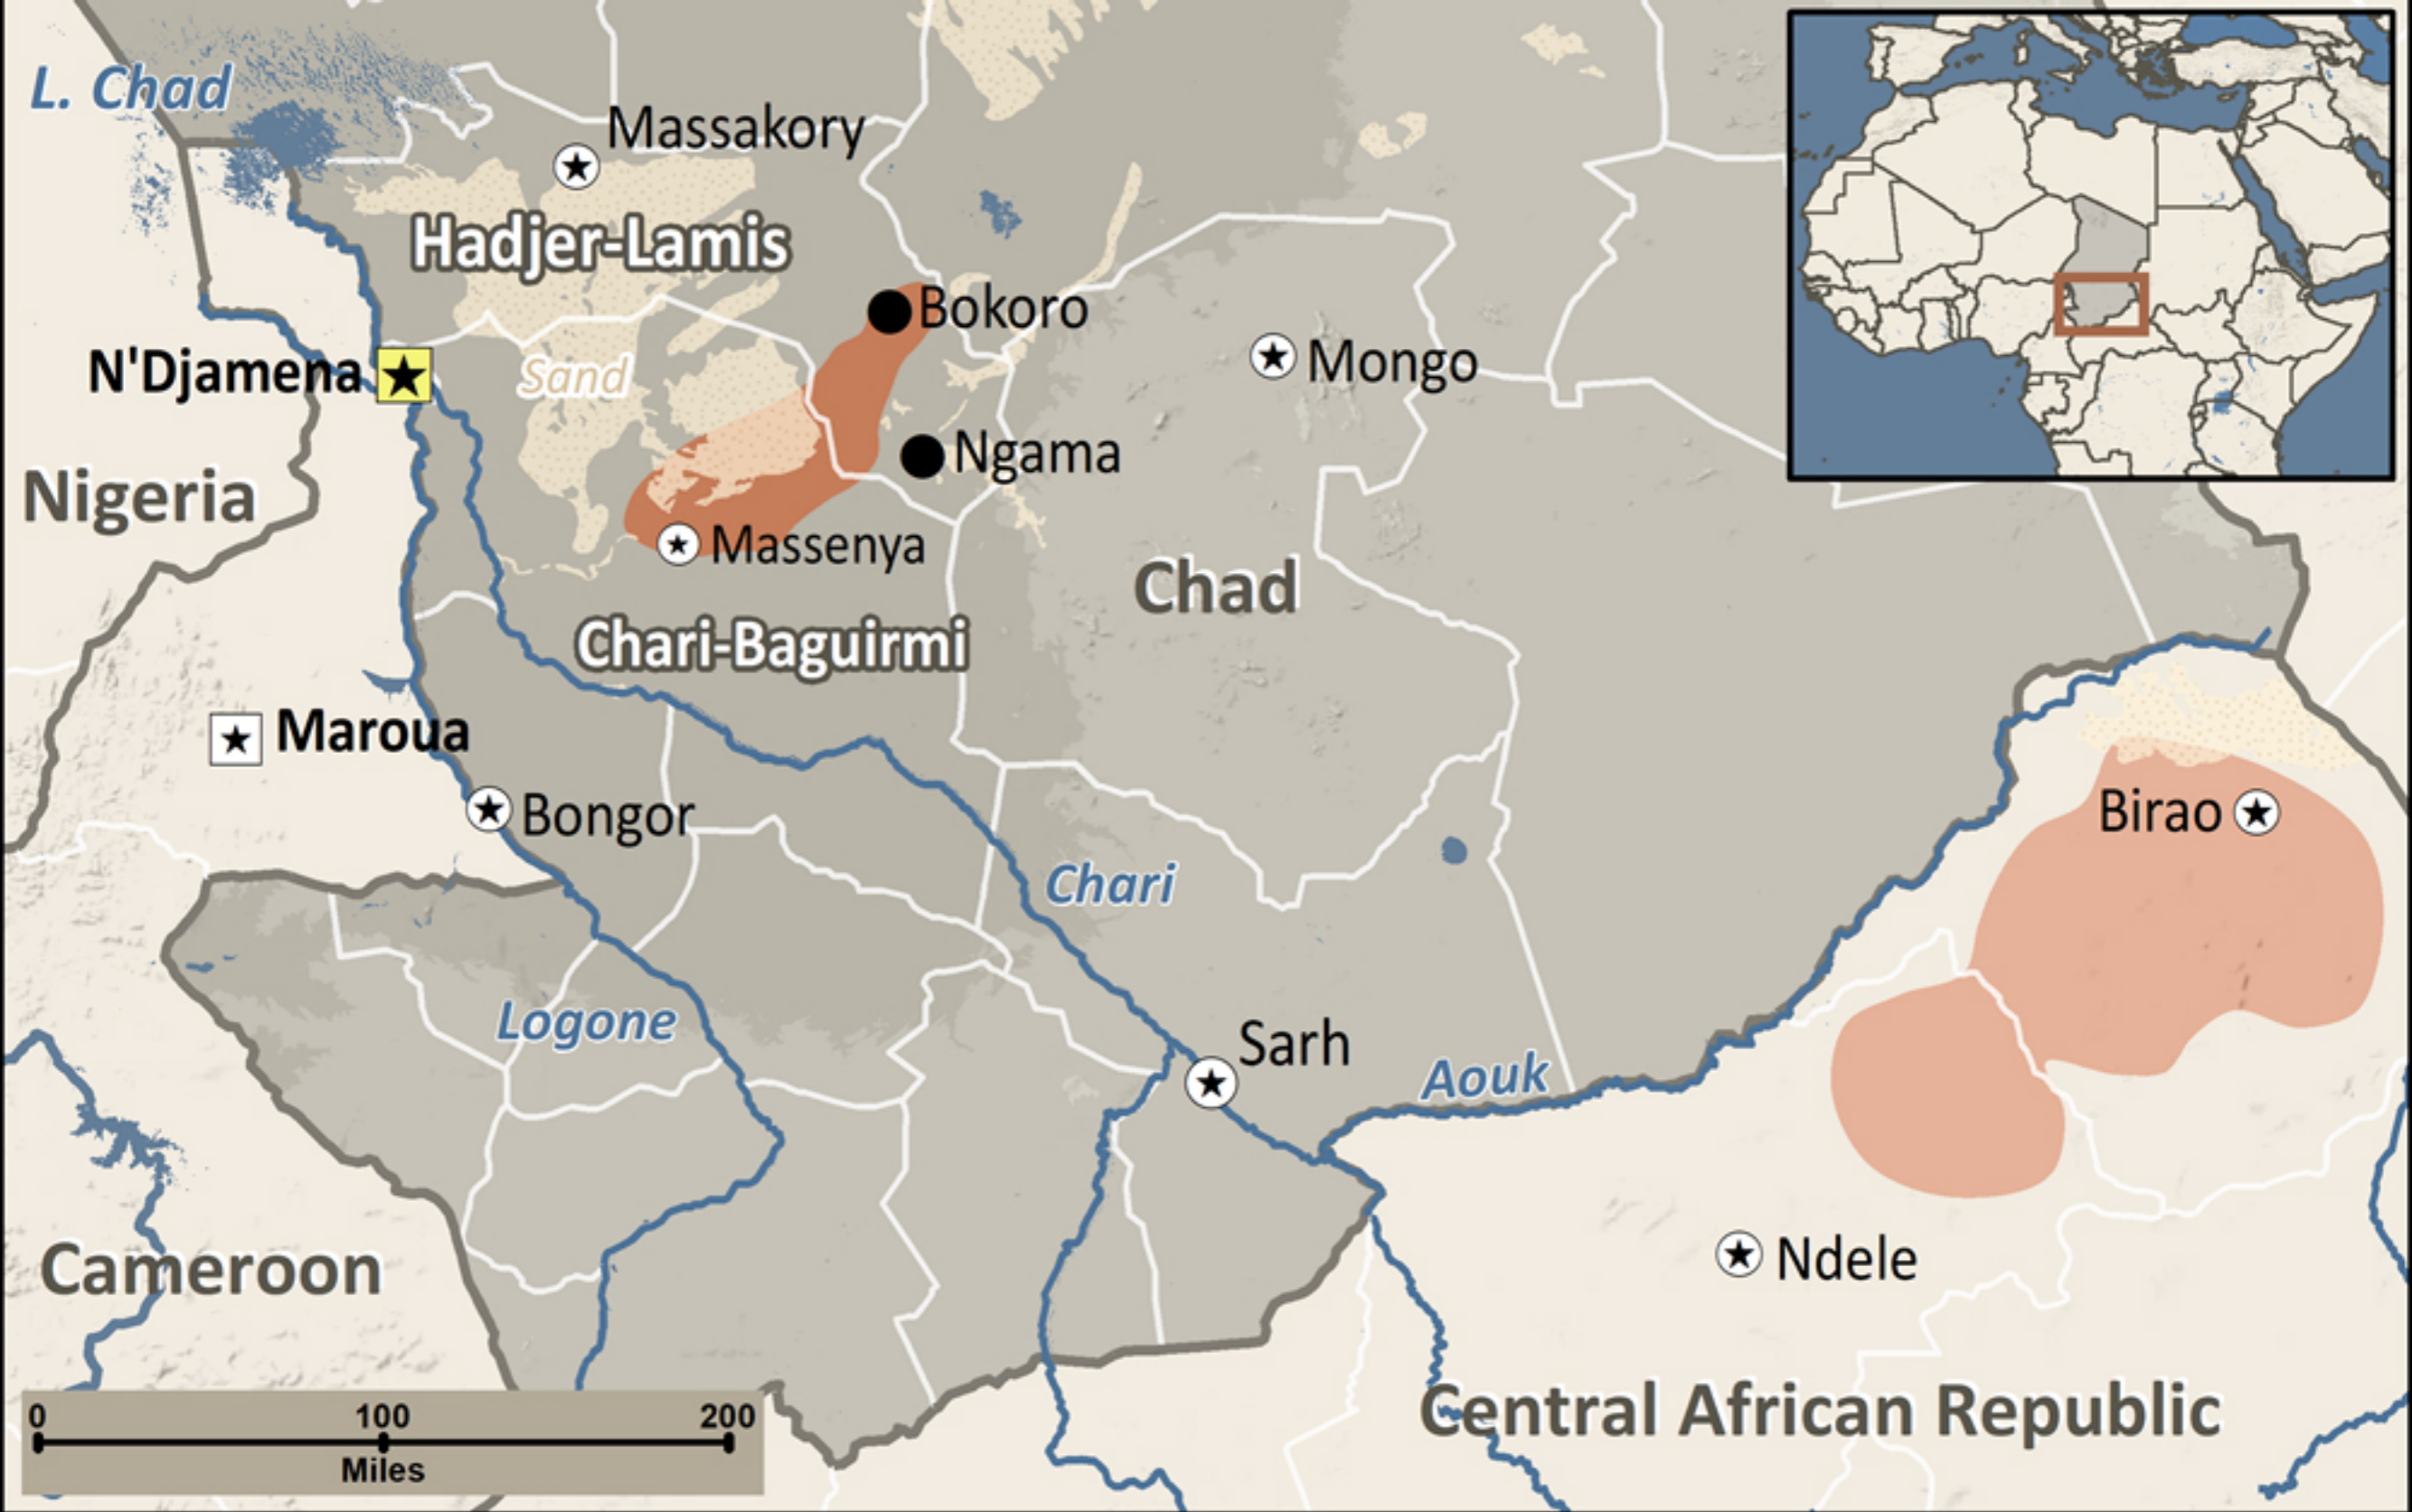 L. Chad
Massakory
Hadjer-Lamis
Bokoro
N'Djamena
Sand
Mongo
Ngama
Nigeria
Massenya
Chad
Chari-Baguirmi
Maroua
Bongor
Birao
Chari
Logone
Sarh
Aouk
Cameroon
Ndele
Central African Republic
0 100 200
Miles